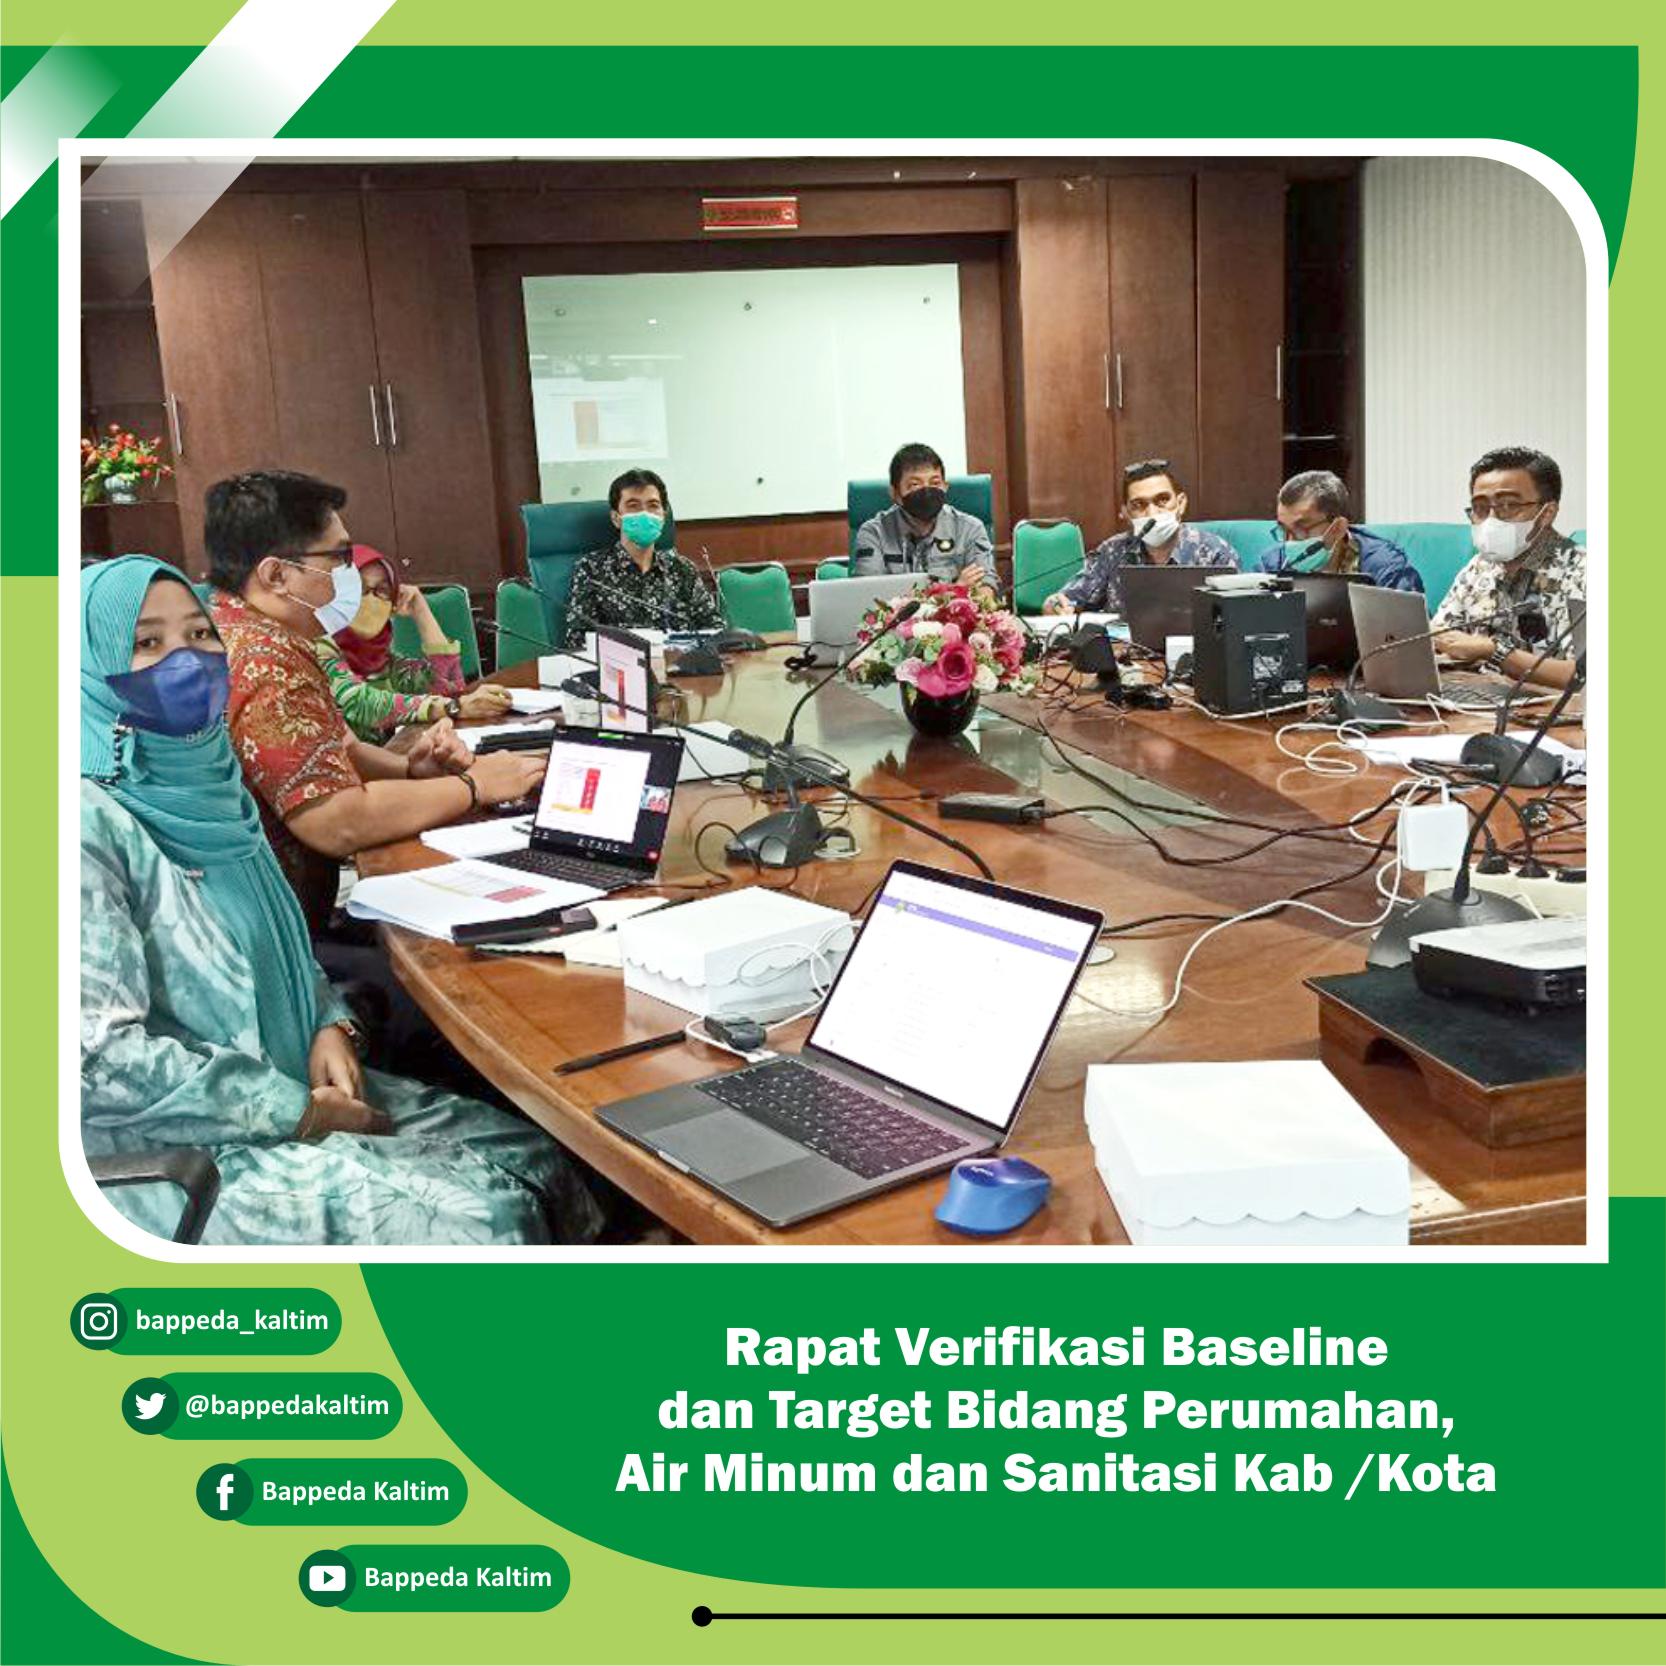 bappeda_kaltim
@bappedakaltim
Bappeda Kaltim
Bappeda Kaltim
Rapat Verifikasi Baseline
dan Target Bidang Perumahan,
Air Minum dan Sanitasi Kab /Kota